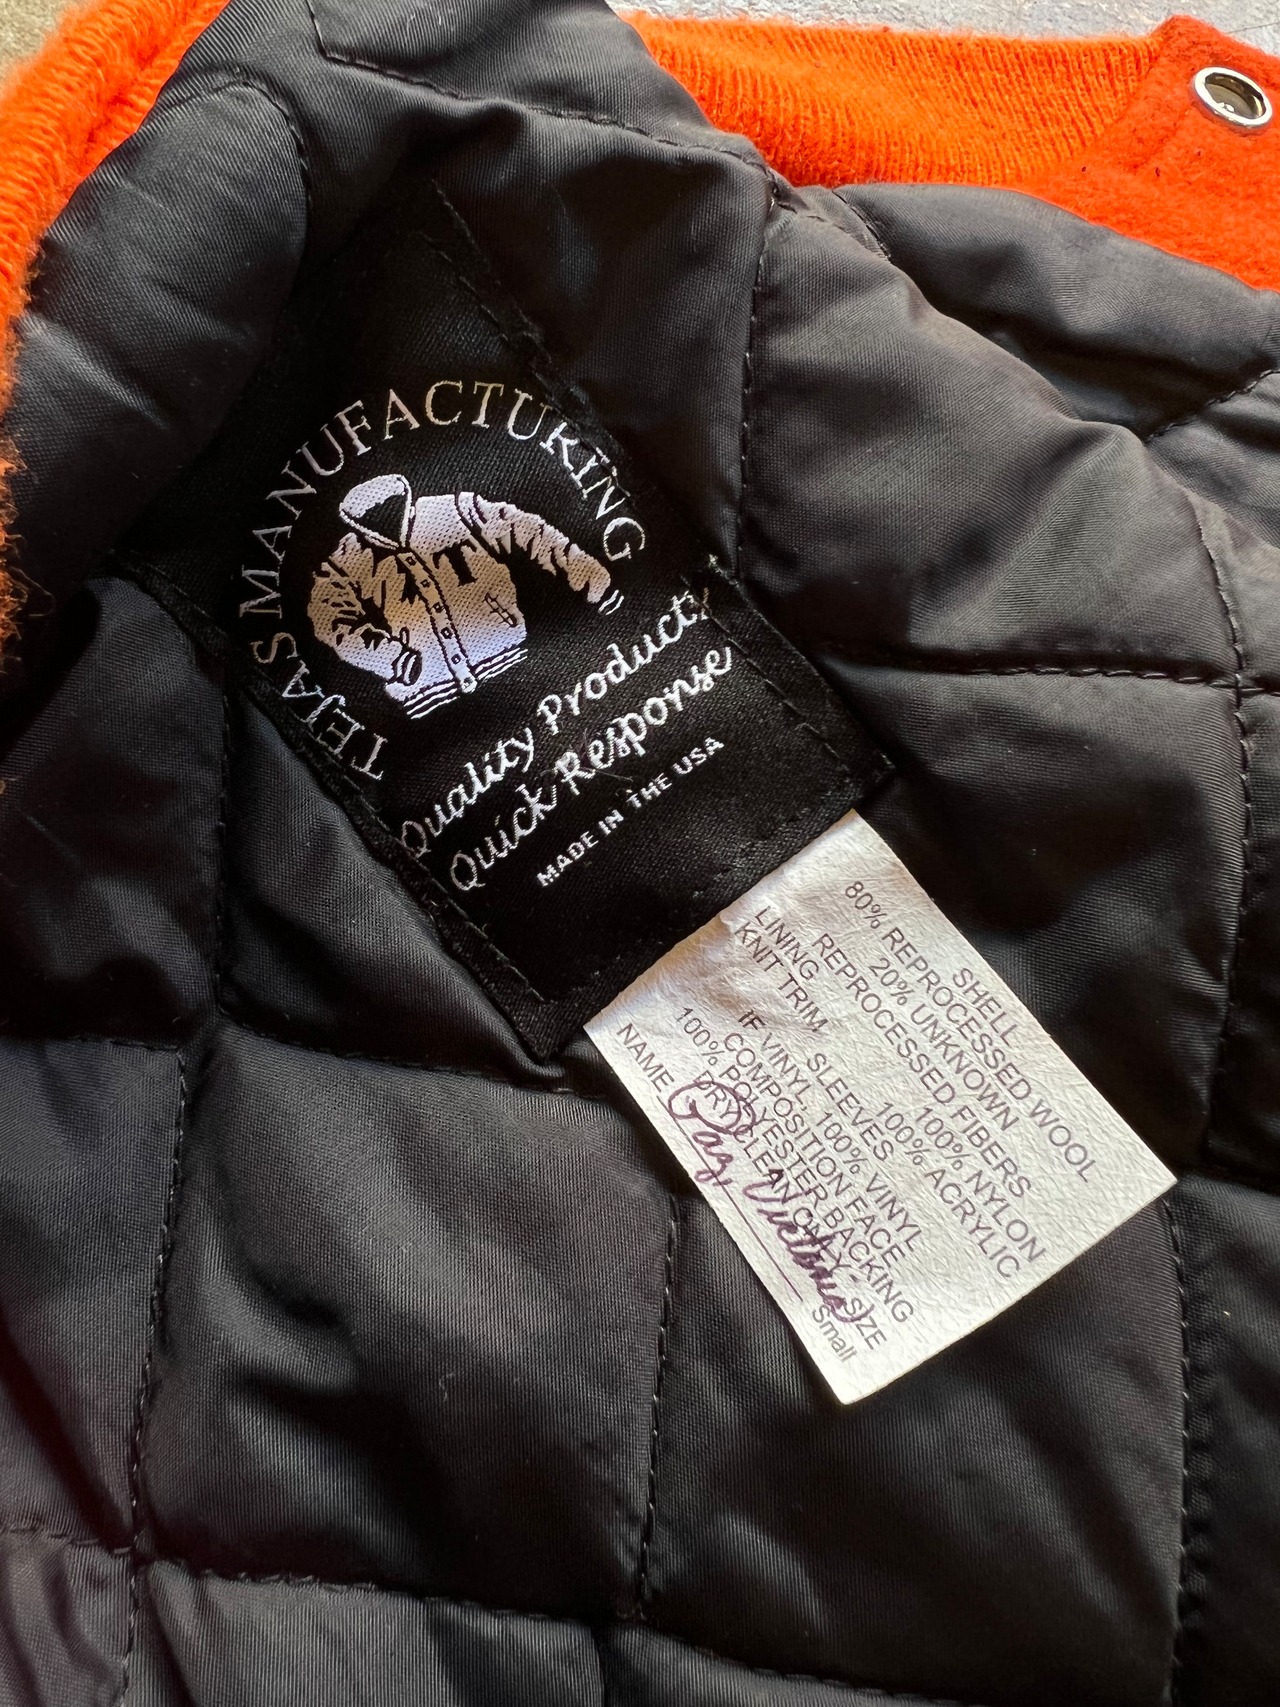 TEJAS MANUFACTURING
T
Quality Products
Quick Response
MADE IN THE USA
SHELL
80% REPROCESSED WOOL
20% UNKNOWN
REPROCESSED FIBERS
LINING 100% NYLON
KNIT TRIM 100% ACRYLIC
SLEEVES
IF VINYL, 100% VINYL
COMPOSITION FACE
100% POLYESTER BACKING
DRY CLEAN ONLY SIZE
NAME Paz, Victoria Small